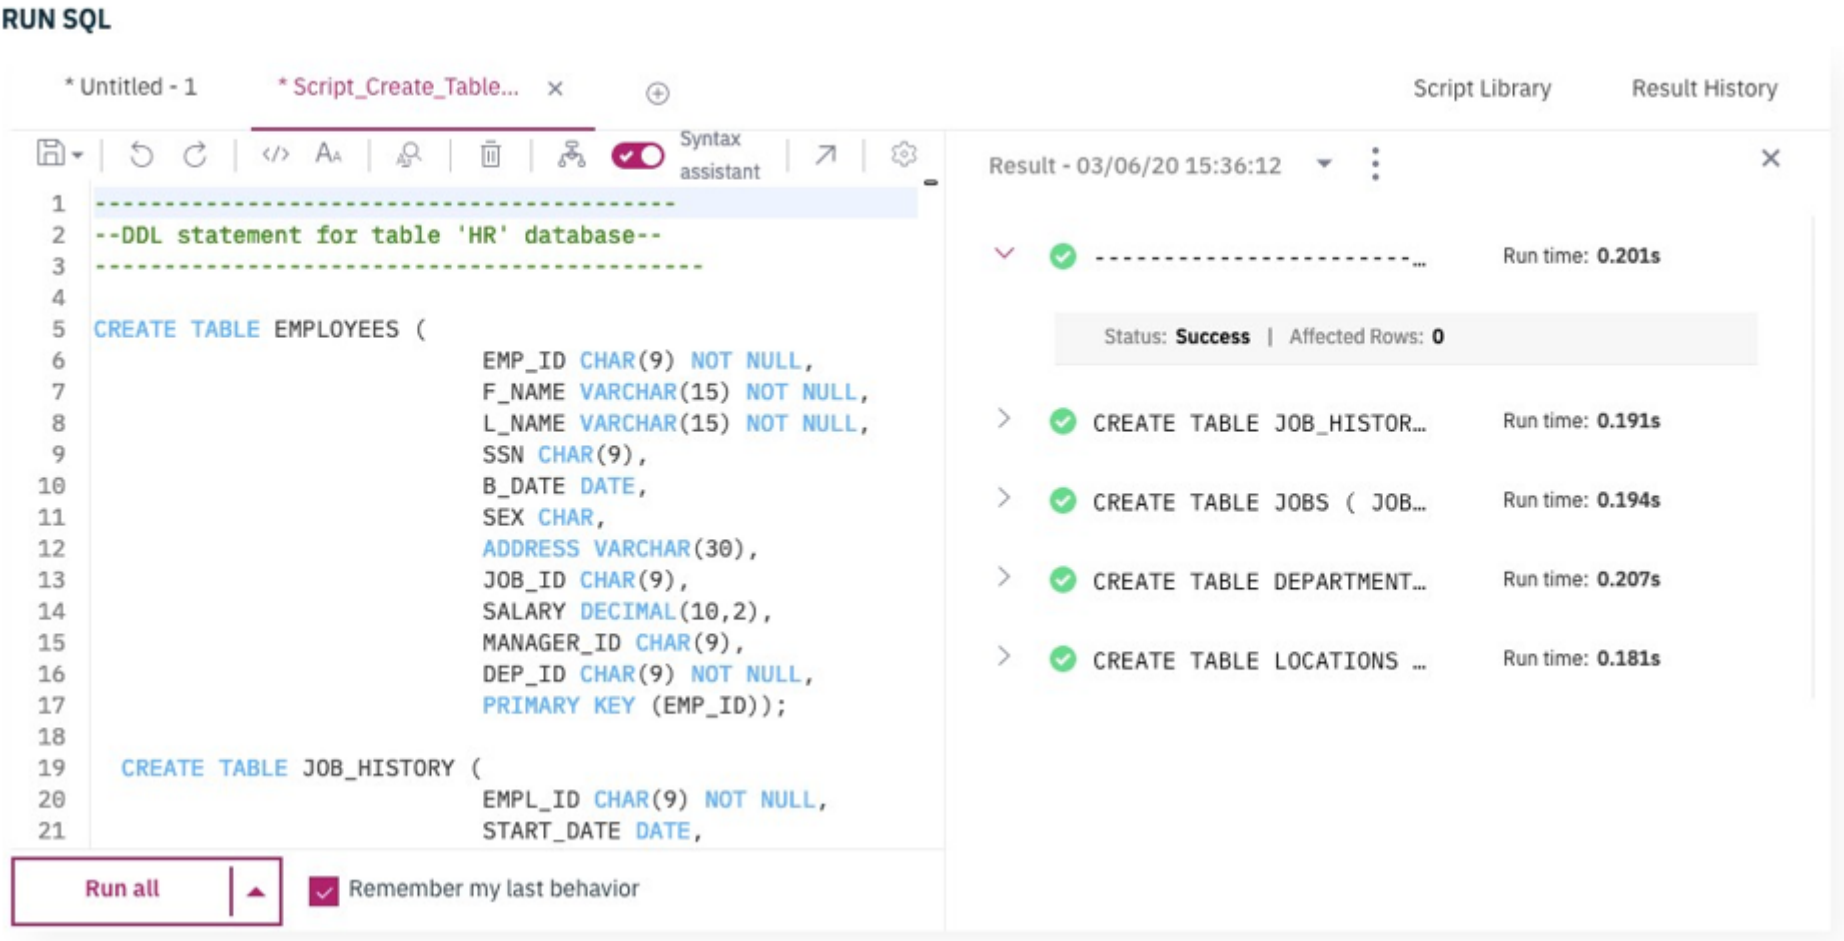 RUN SQL
* Untitled - 1
* Script_Create_Table...
Script Library
Result History
Syntax
assistant
1 ------------------------------------------
2 --DDL statement for table 'HR' database--
3 --------------------------------------------
4
5 CREATE TABLE EMPLOYEES (
6 EMP_ID CHAR(9) NOT NULL,
7 F_NAME VARCHAR(15) NOT NULL,
8 L_NAME VARCHAR(15) NOT NULL,
9 SSN CHAR(9),
10 B_DATE DATE,
11 SEX CHAR,
12 ADDRESS VARCHAR(30),
13 JOB_ID CHAR(9),
14 SALARY DECIMAL(10,2),
15 MANAGER_ID CHAR(9),
16 DEP_ID CHAR(9) NOT NULL,
17 PRIMARY KEY (EMP_ID));
18
19 CREATE TABLE JOB_HISTORY (
20 EMPL_ID CHAR(9) NOT NULL,
21 START_DATE DATE,
Run all
Remember my last behavior
Result - 03/06/20 15:36:12
-----------------------... Run time: 0.201s
Status: Success | Affected Rows: 0
CREATE TABLE JOB_HISTOR... Run time: 0.191s
CREATE TABLE JOBS ( JOB... Run time: 0.194s
CREATE TABLE DEPARTMENT... Run time: 0.207s
CREATE TABLE LOCATIONS ... Run time: 0.181s